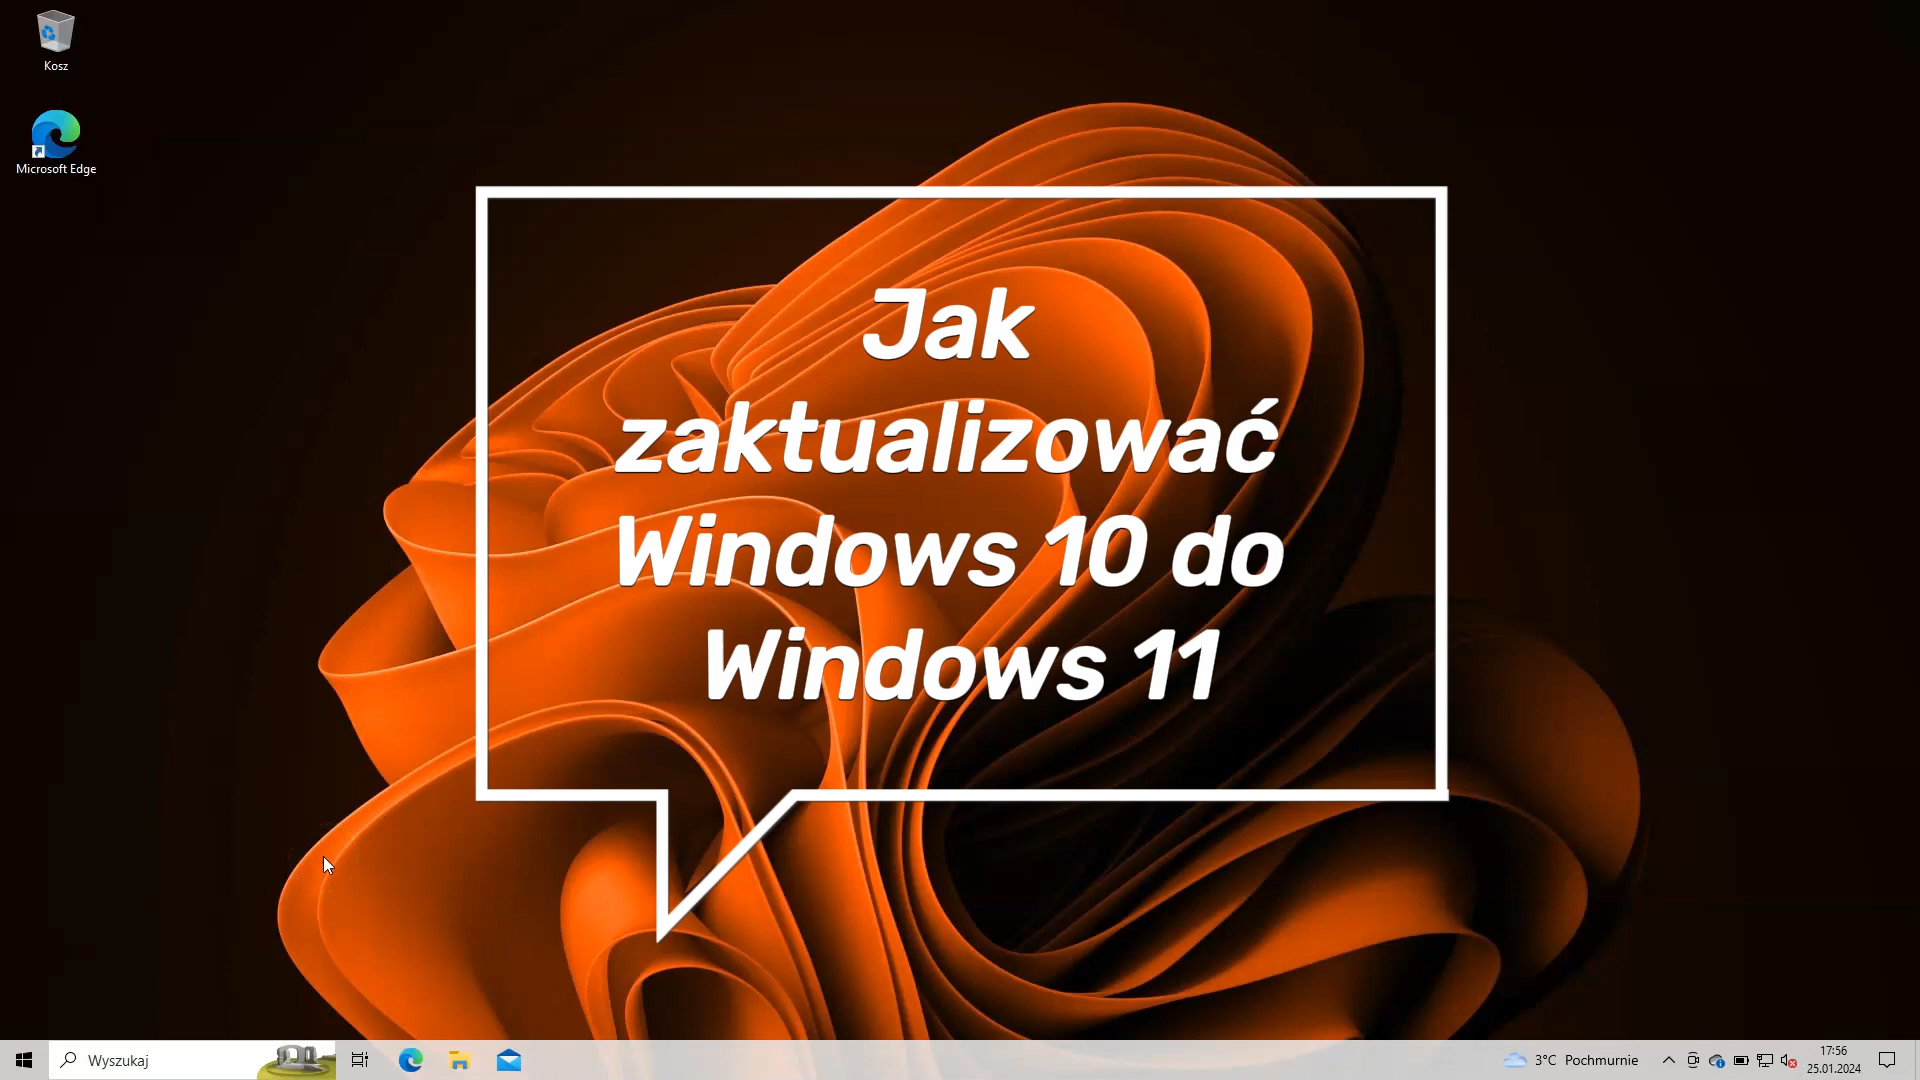 Kosz
Microsoft Edge
Jak
zaktualizować
Windows 10 do
Windows 11
Wyszukaj
3°C Pochmurnie
17:56
25.01.2024